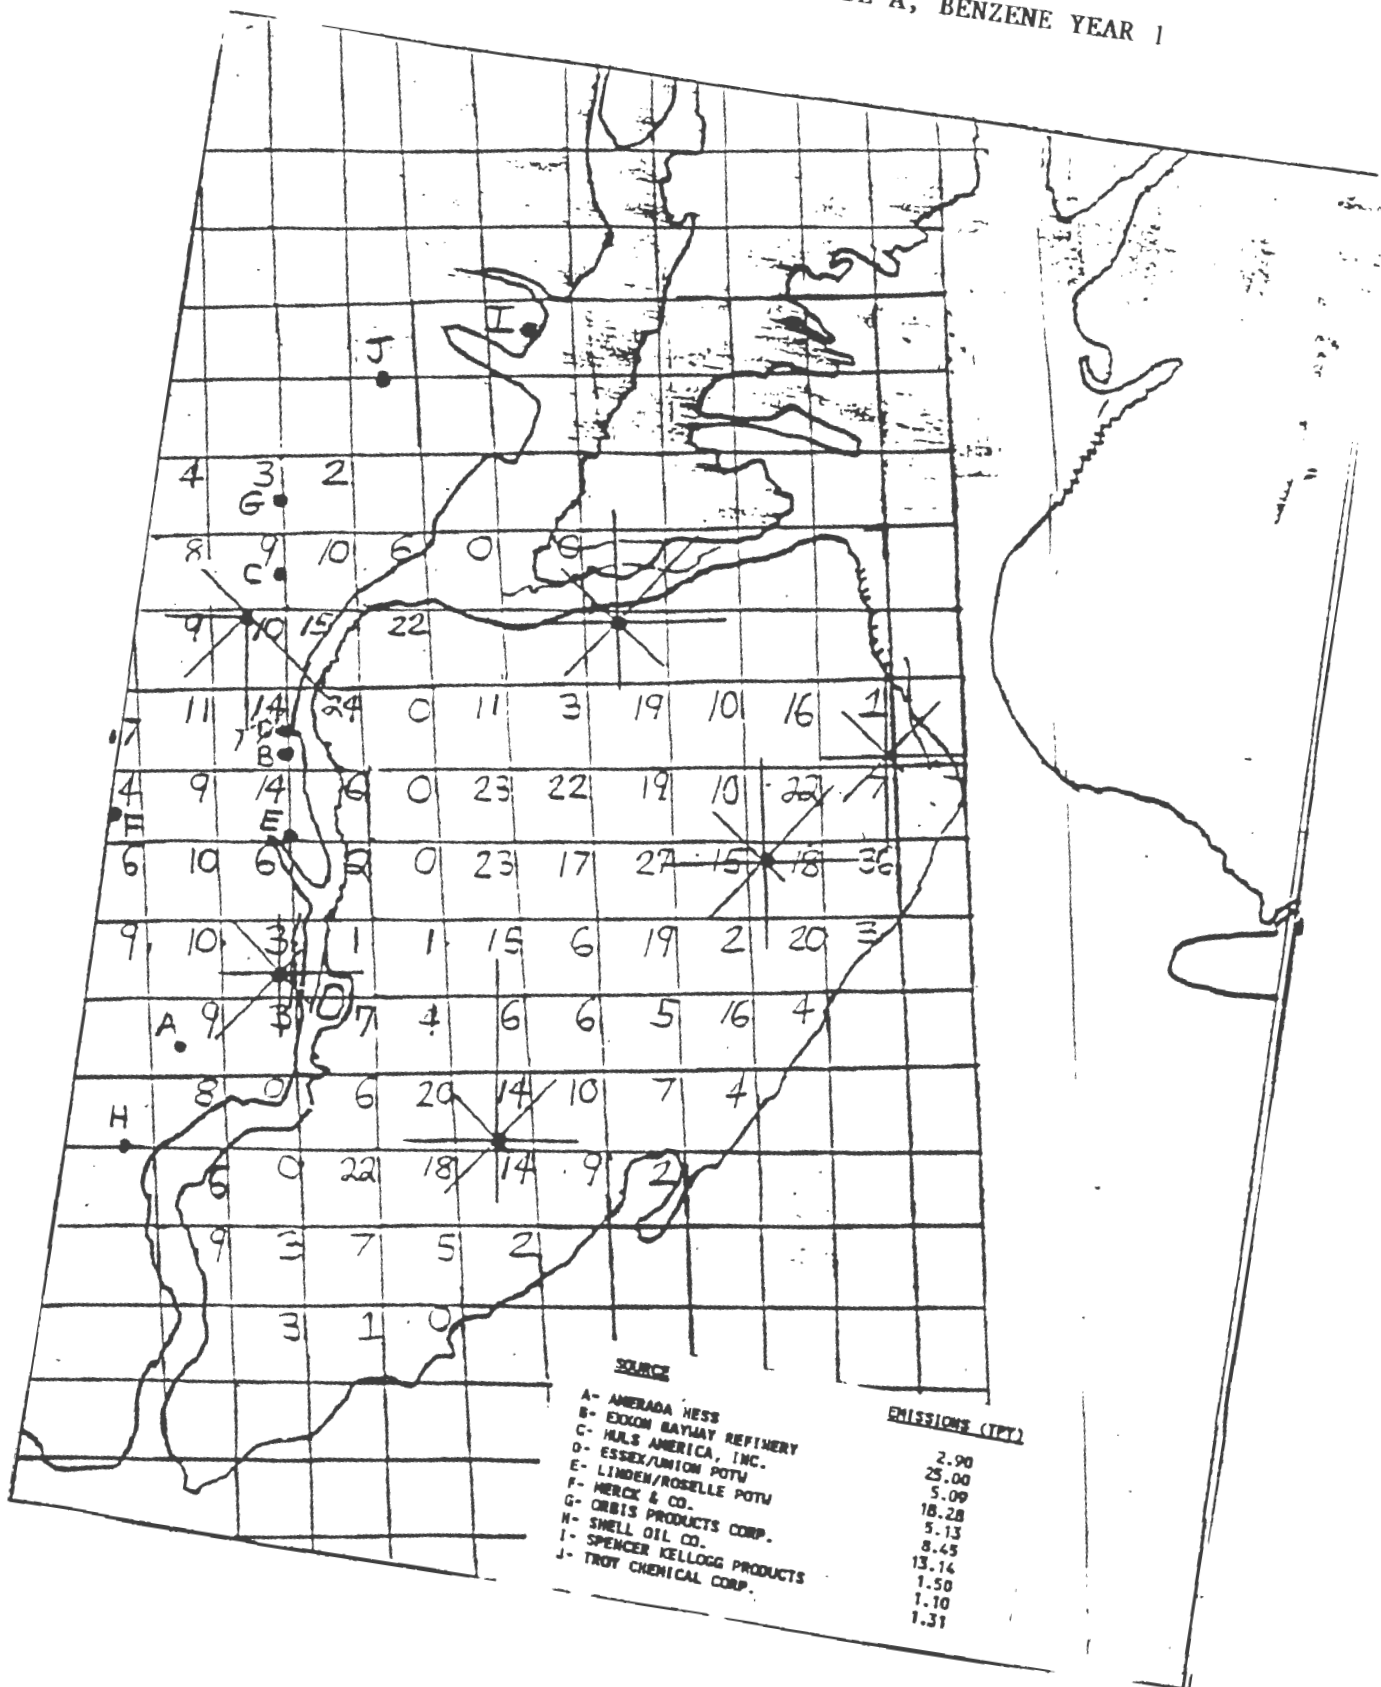 A, BENZENE YEAR 1
I
J
4 3 2
G
8 9 10 6 0 6
C
9 10 15 22
11 14 24 0 11 3 19 10 16 1
7
B
4 9 14 6 0 23 22 19 10 22 7
E
6 10 6 2 0 23 17 27 15 18 36
9 10 3 1 1 15 6 19 2 20 3
9 3 7 4 6 6 5 16 4
A
8 0 6 20 14 10 7 4
H
6 0 22 18 14 9 2
9 3 7 5 2
3 1 0
SOURCE EMISSIONS (TPY)
A- AMERADA HESS 2.90
B- EXXON BAYWAY REFINERY 25.00
C- HULS AMERICA, INC. 5.09
D- ESSEX/UNION POTW 18.28
E- LINDEN/ROSELLE POTW 5.13
F- MERCK & CO. 8.45
G- ORBIS PRODUCTS CORP. 13.14
H- SHELL OIL CO. 1.50
I- SPENCER KELLOGG PRODUCTS 1.10
J- TROY CHEMICAL CORP. 1.31